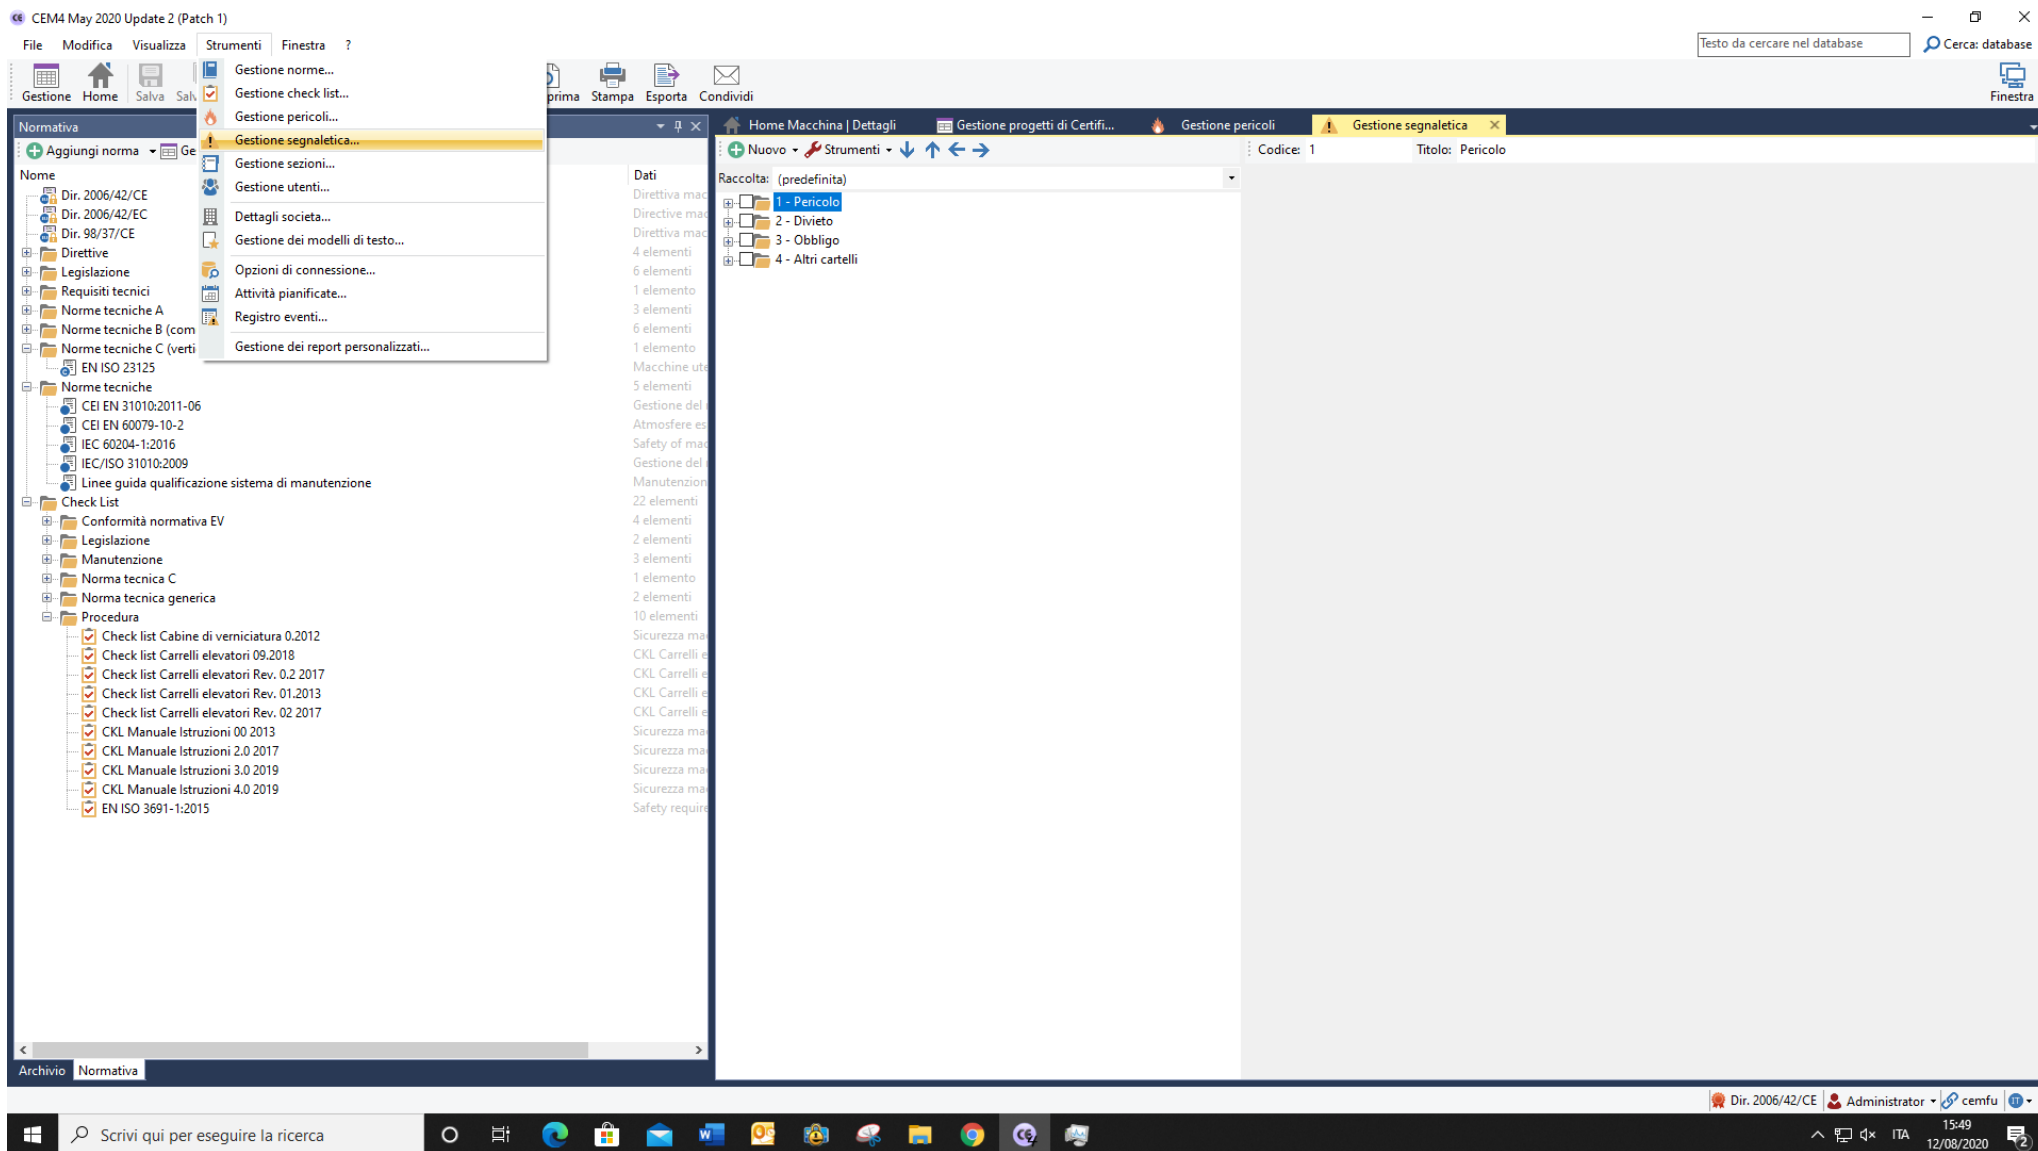 CEM4 May 2020 Update 2 (Patch 1)
File Modifica Visualizza Strumenti Finestra ?
Testo da cercare nel database
Cerca: database
Gestione Home Salva
Stampa Esporta Condividi
Finestra
Gestione norme...
Gestione check list...
Gestione pericoli...
Gestione segnaletica...
Gestione sezioni...
Gestione utenti...
Dettagli societa...
Gestione dei modelli di testo...
Opzioni di connessione...
Attività pianificate...
Registro eventi...
Gestione dei report personalizzati...
Normativa
Aggiungi norma Ge
Nome Dati
Dir. 2006/42/CE Direttiva mac
Dir. 2006/42/EC Directive mac
Dir. 98/37/CE Direttiva mac
Direttive 4 elementi
Legislazione 6 elementi
Requisiti tecnici 1 elemento
Norme tecniche A 3 elementi
Norme tecniche B (com 6 elementi
Norme tecniche C (verti 1 elemento
EN ISO 23125 Macchine ute
Norme tecniche 5 elementi
CEI EN 31010:2011-06 Gestione del
CEI EN 60079-10-2 Atmosfere es
IEC 60204-1:2016 Safety of mac
IEC/ISO 31010:2009 Gestione del
Linee guida qualificazione sistema di manutenzione Manutenzion
Check List 22 elementi
Conformità normativa EV 4 elementi
Legislazione 2 elementi
Manutenzione 3 elementi
Norma tecnica C 1 elemento
Norma tecnica generica 2 elementi
Procedura 10 elementi
Check list Cabine di verniciatura 0.2012 Sicurezza ma
Check list Carrelli elevatori 09.2018 CKL Carrelli e
Check list Carrelli elevatori Rev. 0.2 2017 CKL Carrelli e
Check list Carrelli elevatori Rev. 01.2013 CKL Carrelli e
Check list Carrelli elevatori Rev. 02 2017 CKL Carrelli e
CKL Manuale Istruzioni 00 2013 Sicurezza ma
CKL Manuale Istruzioni 2.0 2017 Sicurezza ma
CKL Manuale Istruzioni 3.0 2019 Sicurezza ma
CKL Manuale Istruzioni 4.0 2019 Sicurezza ma
EN ISO 3691-1:2015 Safety require
Archivio Normativa
Home Macchina | Dettagli Gestione progetti di Certifi... Gestione pericoli Gestione segnaletica
Nuovo Strumenti
Raccolta: (predefinita)
1 - Pericolo
2 - Divieto
3 - Obbligo
4 - Altri cartelli
Codice: 1 Titolo: Pericolo
Dir. 2006/42/CE Administrator cemfu IT
Scrivi qui per eseguire la ricerca
ITA
15:49
12/08/2020
2